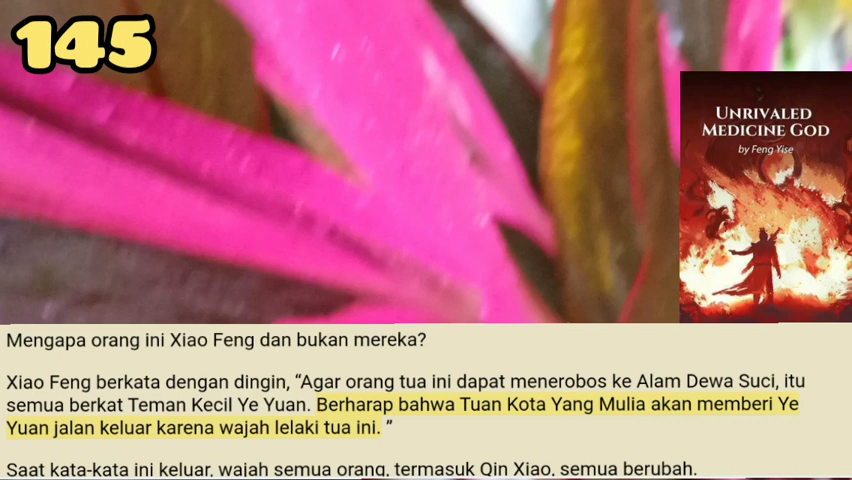 145
UNRIVALED
MEDICINE GOD
by Feng Yise
Mengapa orang ini Xiao Feng dan bukan mereka?
Xiao Feng berkata dengan dingin, “Agar orang tua ini dapat menerobos ke Alam Dewa Suci, itu
semua berkat Teman Kecil Ye Yuan. Berharap bahwa Tuan Kota Yang Mulia akan memberi Ye
Yuan jalan keluar karena wajah lelaki tua ini. ”
Saat kata-kata ini keluar, wajah semua orang, termasuk Qin Xiao, semua berubah.